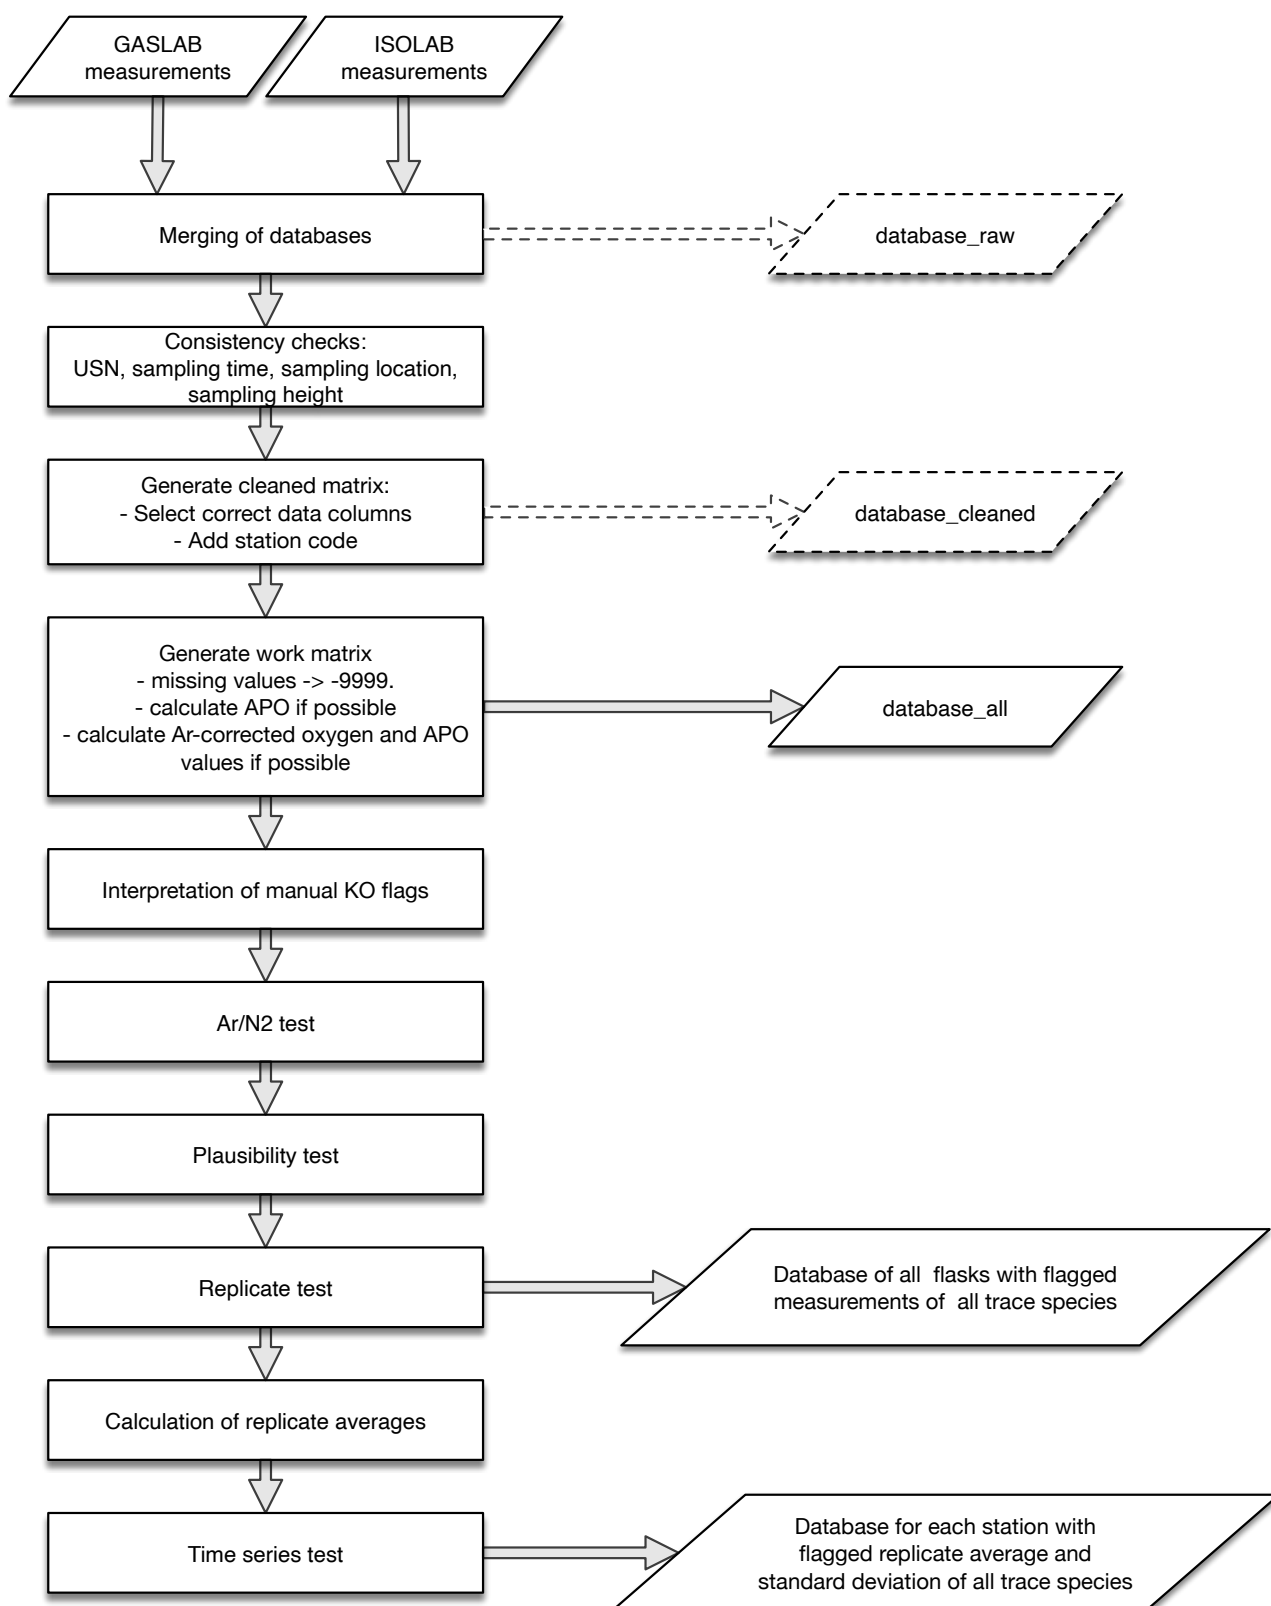 GASLAB
measurements
ISOLAB
measurements
Merging of databases
database_raw
Consistency checks:
USN, sampling time, sampling location,
sampling height
Generate cleaned matrix:
- Select correct data columns
- Add station code
database_cleaned
Generate work matrix
- missing values -> -9999.
- calculate APO if possible
- calculate Ar-corrected oxygen and APO
values if possible
database_all
Interpretation of manual KO flags
Ar/N2 test
Plausibility test
Replicate test
Database of all flasks with flagged
measurements of all trace species
Calculation of replicate averages
Time series test
Database for each station with
flagged replicate average and
standard deviation of all trace species